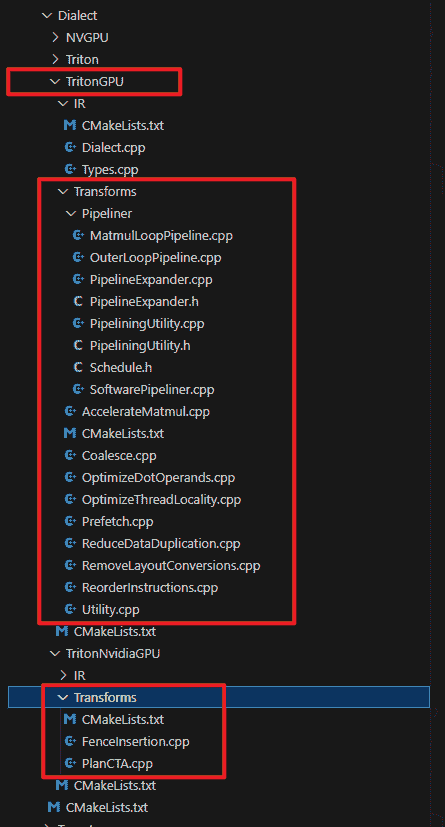 Dialect
NVGPU
Triton
TritonGPU
IR
M CMakeLists.txt
C++ Dialect.cpp
C++ Types.cpp
Transforms
Pipeliner
C++ MatmulLoopPipeline.cpp
C++ OuterLoopPipeline.cpp
C++ PipelineExpander.cpp
C PipelineExpander.h
C++ PipeliningUtility.cpp
C PipeliningUtility.h
C Schedule.h
C++ SoftwarePipeliner.cpp
C++ AccelerateMatmul.cpp
M CMakeLists.txt
C++ Coalesce.cpp
C++ OptimizeDotOperands.cpp
C++ OptimizeThreadLocality.cpp
C++ Prefetch.cpp
C++ ReduceDataDuplication.cpp
C++ RemoveLayoutConversions.cpp
C++ ReorderInstructions.cpp
C++ Utility.cpp
M CMakeLists.txt
TritonNvidiaGPU
IR
Transforms
M CMakeLists.txt
C++ FenceInsertion.cpp
C++ PlanCTA.cpp
M CMakeLists.txt
M CMakeLists.txt